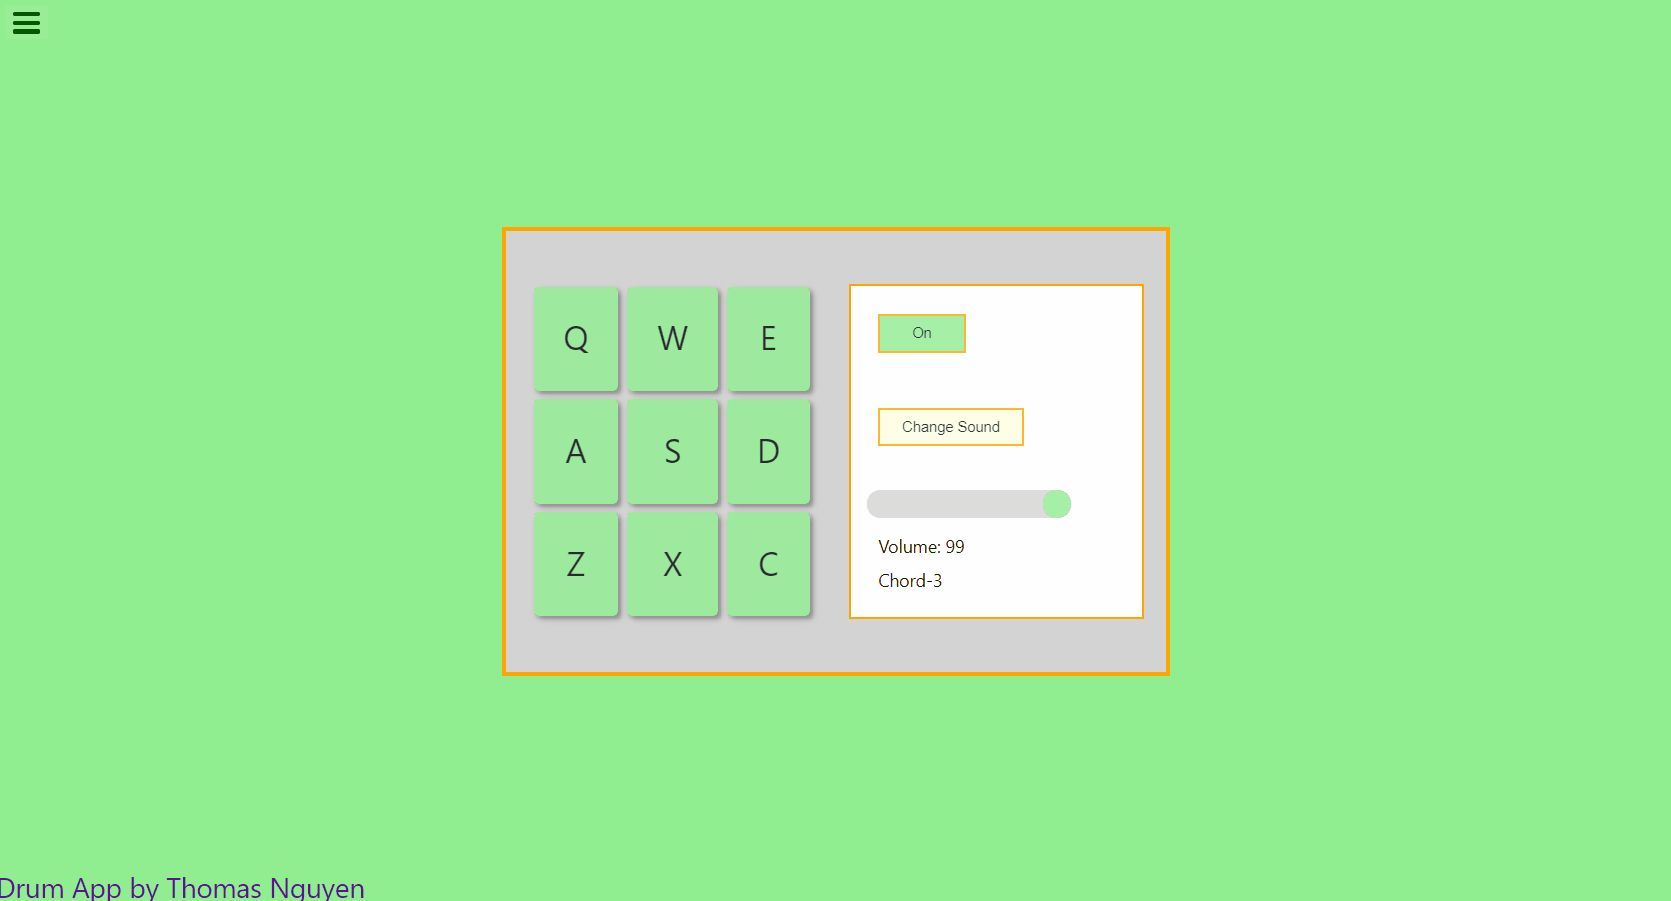 Q W E
A S D
Z X C
On
Change Sound
Volume: 99
Chord-3
Drum App by Thomas Nguyen